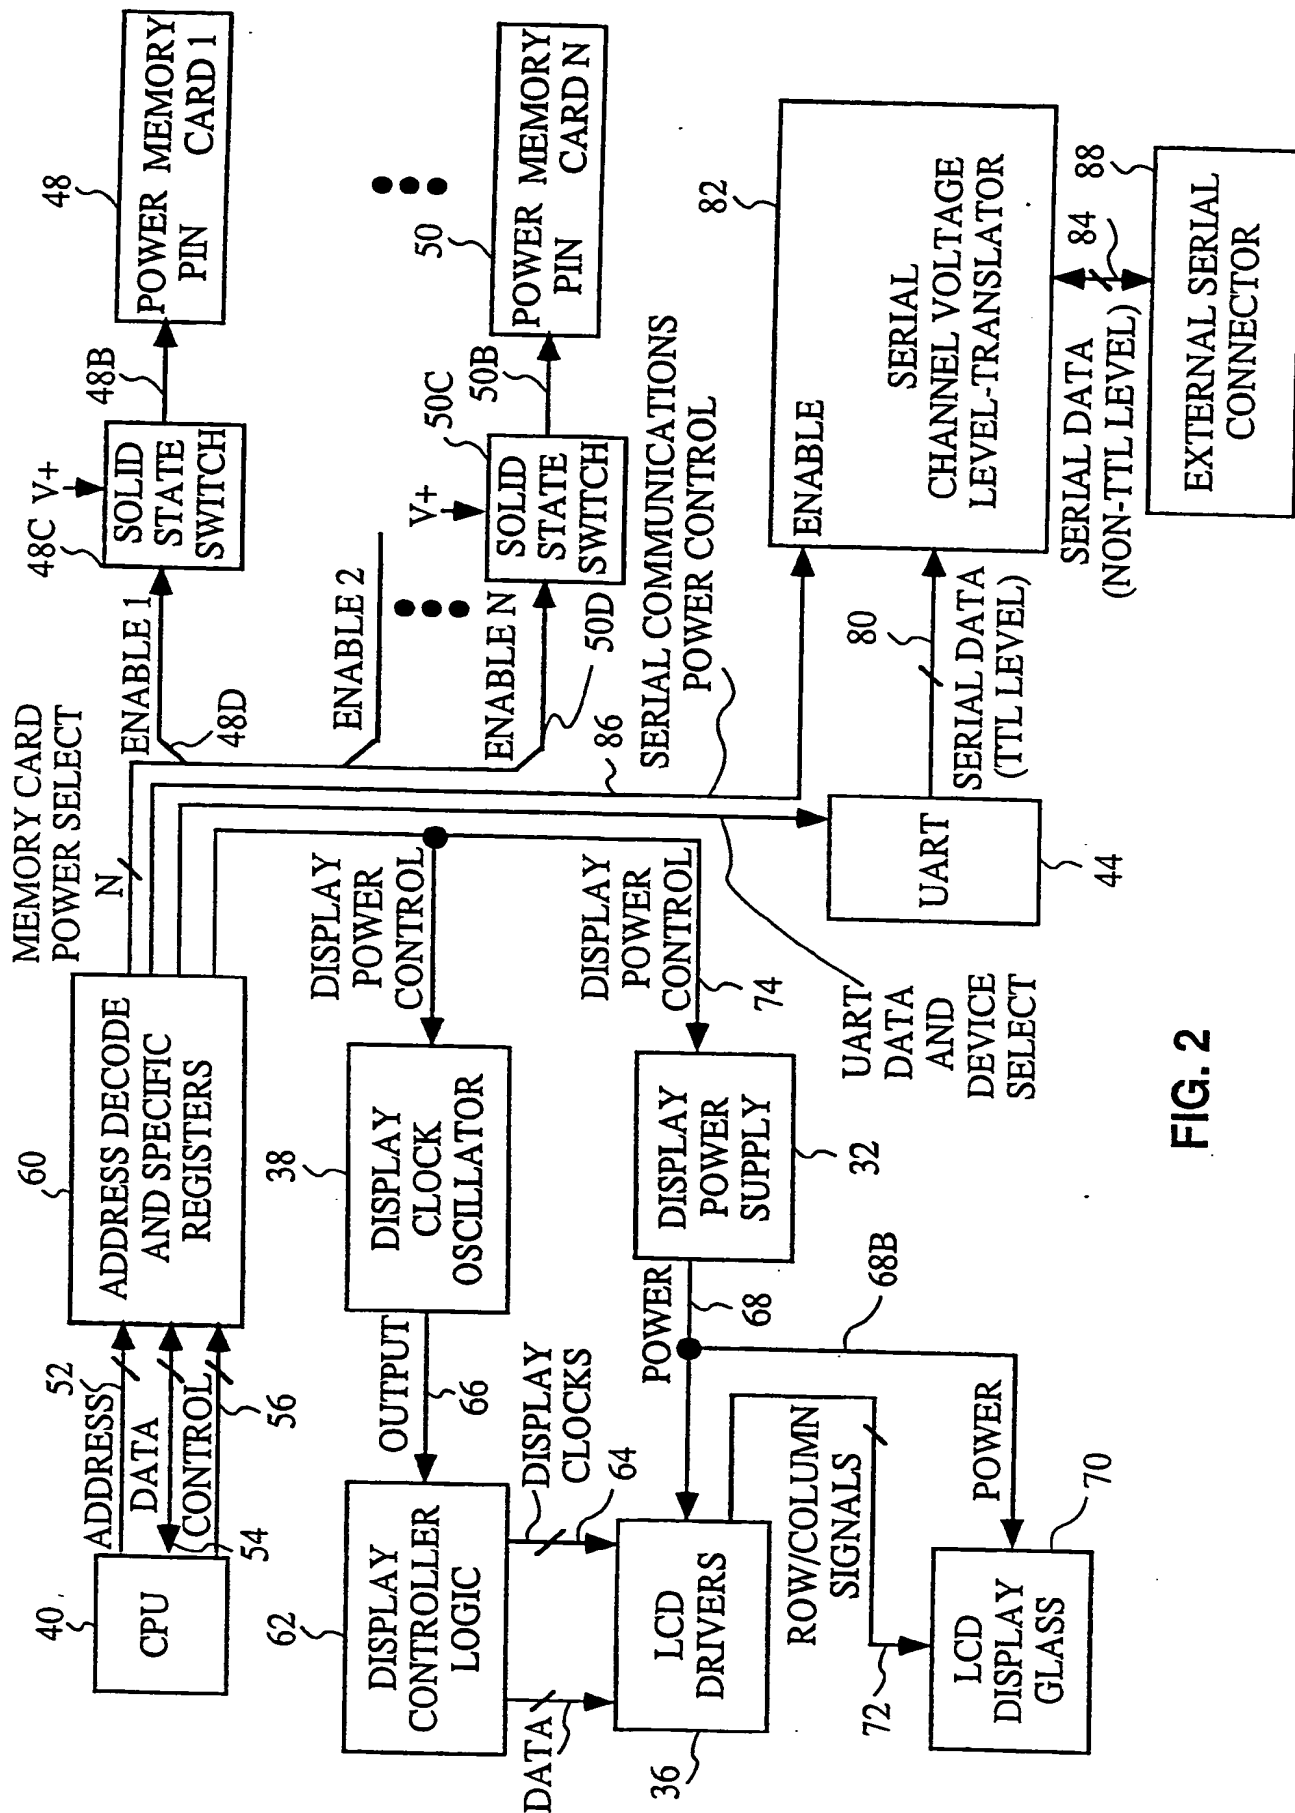 40
CPU
ADDRESS
52
DATA
CONTROL
54
56
60
ADDRESS DECODE
AND SPECIFIC
REGISTERS
MEMORY CARD
POWER SELECT
N
ENABLE 1
48D
48C
V+
SOLID
STATE
SWITCH
48B
48
POWER MEMORY
PIN CARD 1
ENABLE 2
ENABLE N
50D
V+
50C
SOLID
STATE
SWITCH
50B
50
POWER MEMORY
PIN CARD N
86
SERIAL COMMUNICATIONS
POWER CONTROL
62
DISPLAY
CONTROLLER
LOGIC
OUTPUT
66
38
DISPLAY
CLOCK
OSCILLATOR
DISPLAY
POWER
CONTROL
DATA
DISPLAY
CLOCKS
64
36
LCD
DRIVERS
POWER
68
68B
DISPLAY
POWER
SUPPLY
32
DISPLAY
POWER
CONTROL
74
UART
DATA
AND
DEVICE
SELECT
UART
44
80
SERIAL DATA
(TTL LEVEL)
82
ENABLE
SERIAL
CHANNEL VOLTAGE
LEVEL-TRANSLATOR
SERIAL DATA
(NON-TTL LEVEL)
84
88
EXTERNAL SERIAL
CONNECTOR
ROW/COLUMN
SIGNALS
72
POWER
70
LCD
DISPLAY
GLASS
FIG. 2